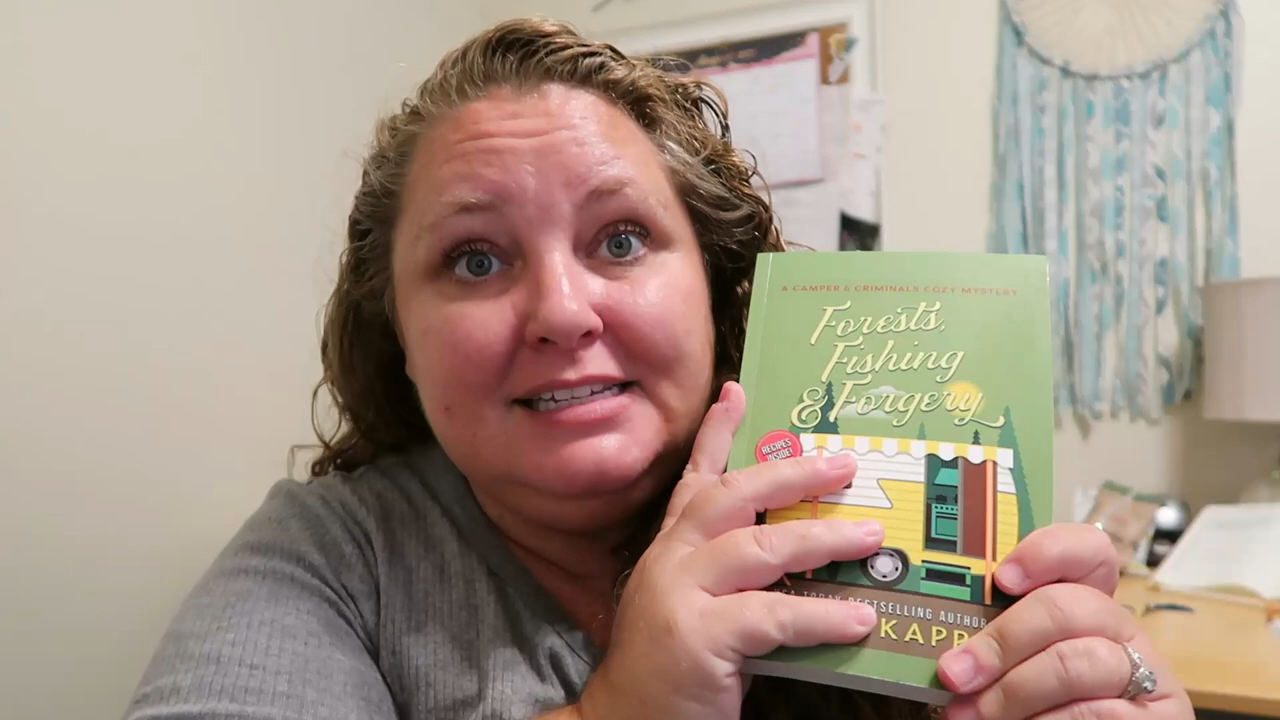 A CAMPER & CRIMINALS COZY MYSTERY
Forests,
Fishing
& Forgery
RECIPES
INSIDE!
USA TODAY BESTSELLING AUTHOR
KAPP